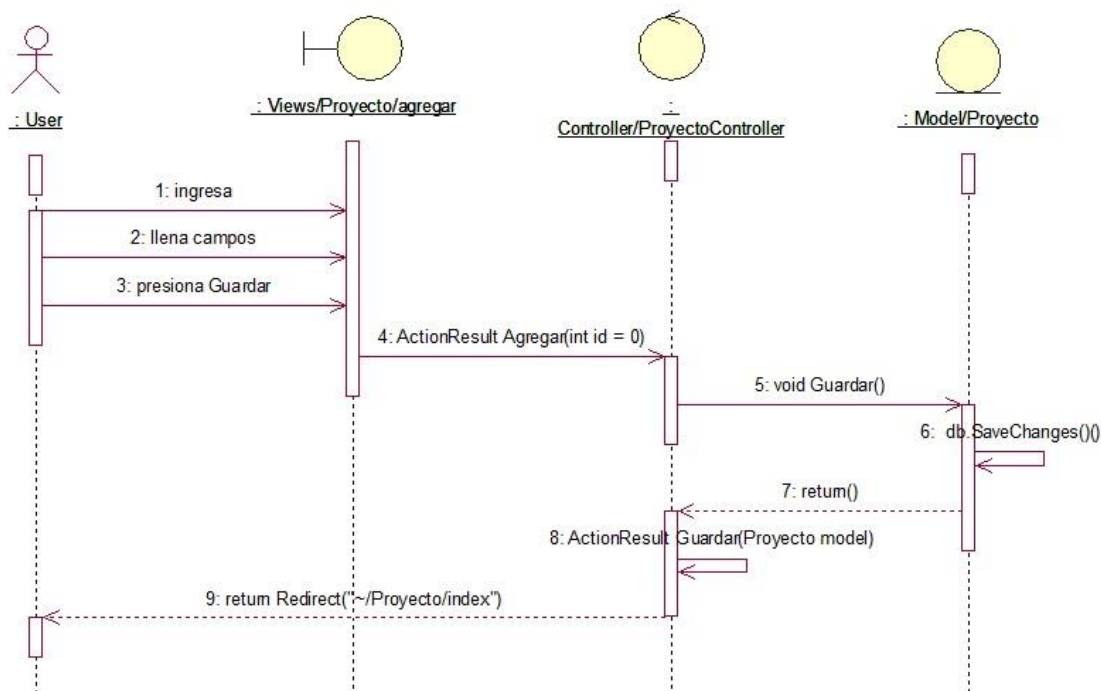 : User
: Views/Proyecto/agregar
:
Controller/ProyectoController
: Model/Proyecto
1: ingresa
2: llena campos
3: presiona Guardar
4: ActionResult Agregar(int id = 0)
5: void Guardar()
6: db.SaveChanges()()
7: return()
8: ActionResult Guardar(Proyecto model)
9: return Redirect("~/Proyecto/index")